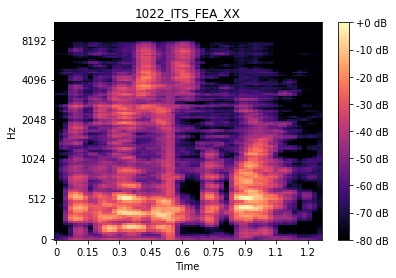 1022_ITS_FEA_XX
+0 dB
8192
-10 dB
4096
-20 dB
-30 dB
2048
Hz
-40 dB
1024
-50 dB
512
-60 dB
-70 dB
0
-80 dB
0 0.15 0.3 0.45 0.6 0.75 0.9 1.1 1.2
Time